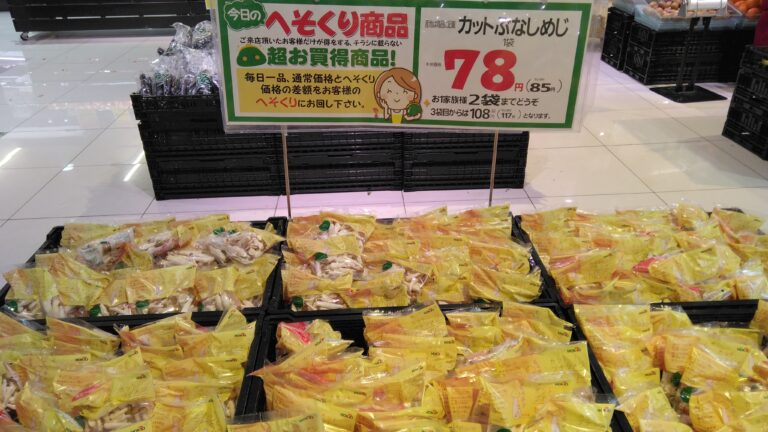 今日の
へそくり商品
ご来店頂いたお客様だけが得をする、チラシに載らない
超お買得商品!
毎日一品、通常価格とへそくり
価格の差額をお客様の
へそくりにお回し下さい。
カットぶなしめじ
1袋
78円
(85円)
お1家族様2袋までどうぞ
3袋目からは108円(117円)となります。